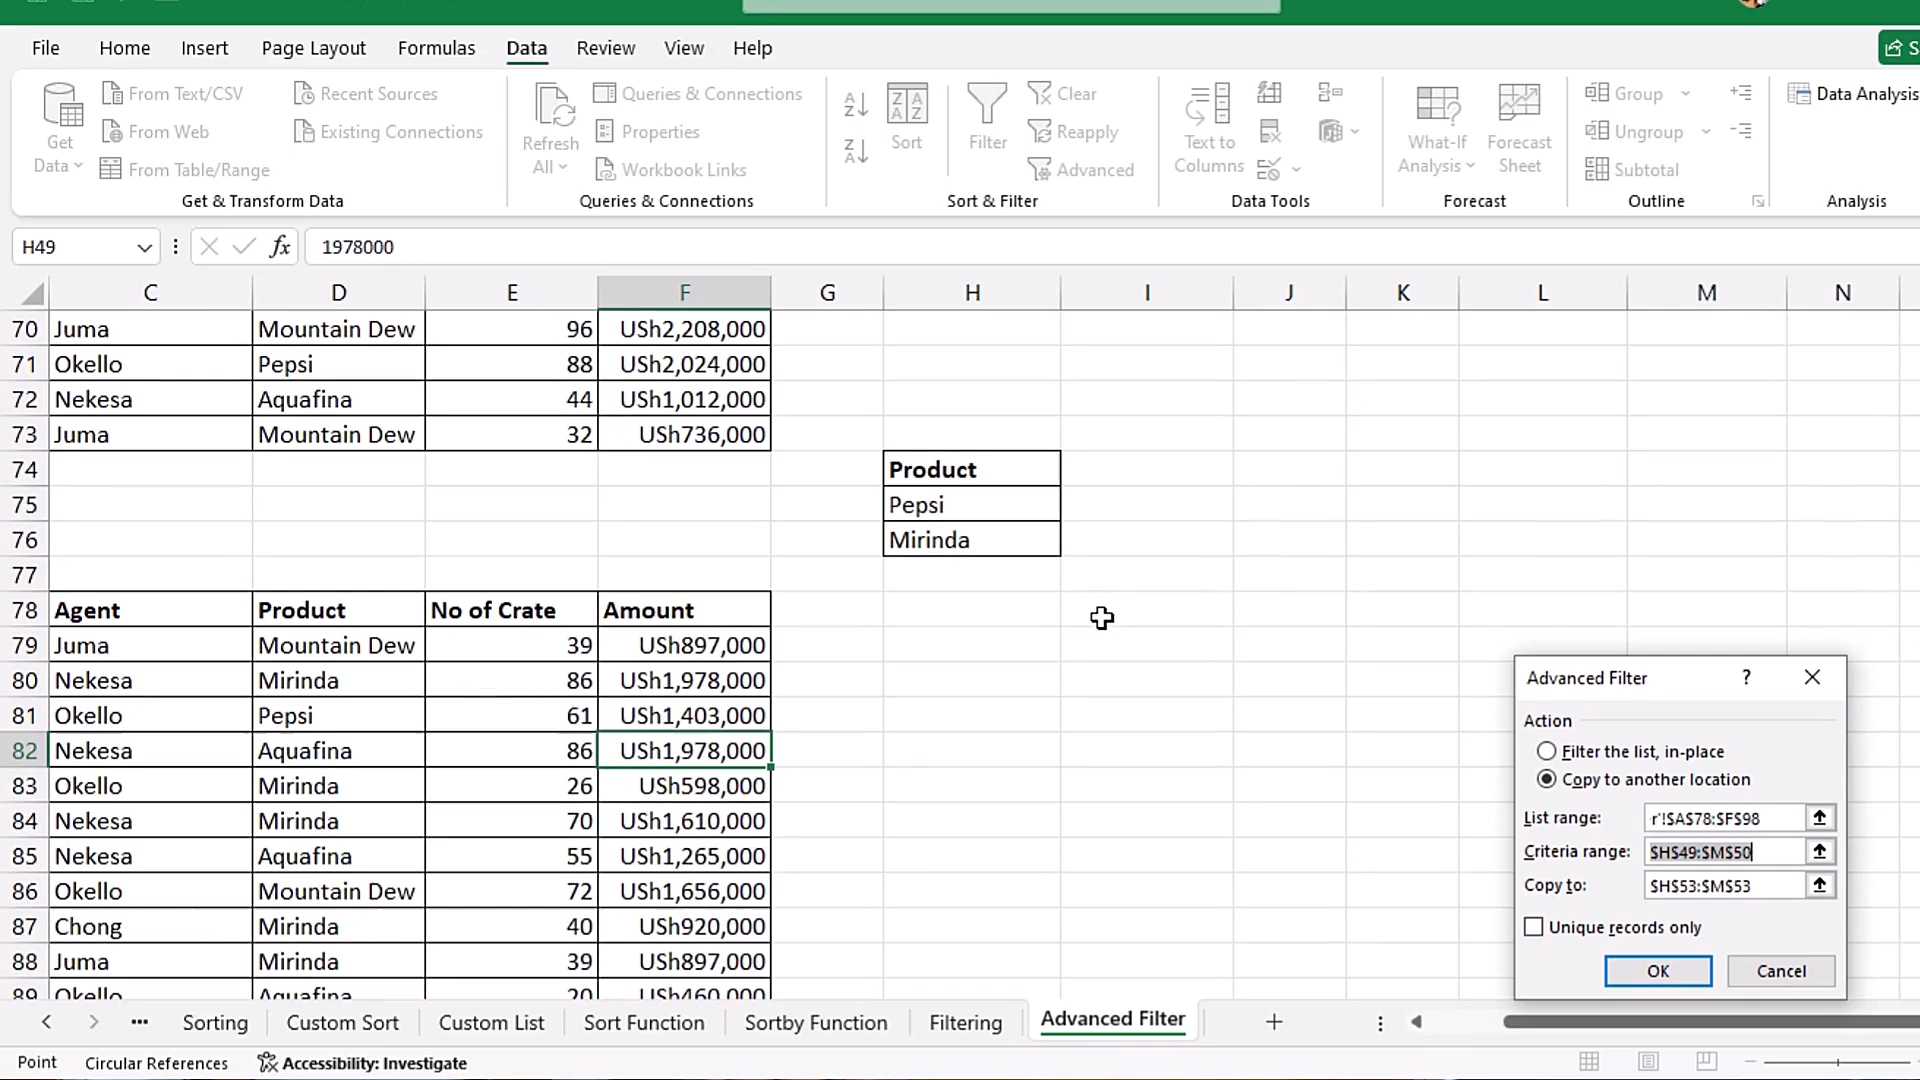 File Home Insert Page Layout Formulas Data Review View Help
Get Data From Text/CSV From Web From Table/Range Recent Sources Existing Connections
Get & Transform Data
Refresh All Queries & Connections Properties Workbook Links
Queries & Connections
Sort Filter Clear Reapply Advanced
Sort & Filter
Text to Columns
Data Tools
What-If Analysis Forecast Sheet
Forecast
Group Ungroup Subtotal
Outline
Data Analysis
Analysis
H49 fx 1978000
C D E F G H I J K L M N
70 Juma Mountain Dew 96 USh2,208,000
71 Okello Pepsi 88 USh2,024,000
72 Nekesa Aquafina 44 USh1,012,000
73 Juma Mountain Dew 32 USh736,000
74 Product
75 Pepsi
76 Mirinda
77
78 Agent Product No of Crate Amount
79 Juma Mountain Dew 39 USh897,000
80 Nekesa Mirinda 86 USh1,978,000
81 Okello Pepsi 61 USh1,403,000
82 Nekesa Aquafina 86 USh1,978,000
83 Okello Mirinda 26 USh598,000
84 Nekesa Mirinda 70 USh1,610,000
85 Nekesa Aquafina 55 USh1,265,000
86 Okello Mountain Dew 72 USh1,656,000
87 Chong Mirinda 40 USh920,000
88 Juma Mirinda 39 USh897,000
89 Okello Aquafina 20 USh460,000
Advanced Filter ?
Action
Filter the list, in-place
Copy to another location
List range: r'!$A$78:$F$98
Criteria range: $H$49:$M$50
Copy to: $H$53:$M$53
Unique records only
OK Cancel
Sorting Custom Sort Custom List Sort Function Sortby Function Filtering Advanced Filter
Point Circular References Accessibility: Investigate